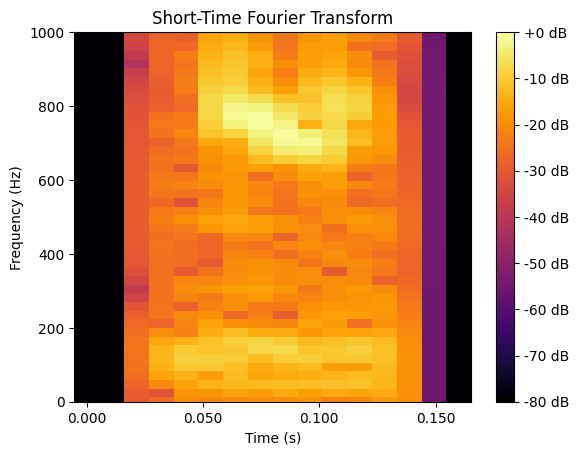 Short-Time Fourier Transform
Frequency (Hz)
1000
800
600
400
200
0
0.000
0.050
0.100
0.150
Time (s)
+0 dB
-10 dB
-20 dB
-30 dB
-40 dB
-50 dB
-60 dB
-70 dB
-80 dB